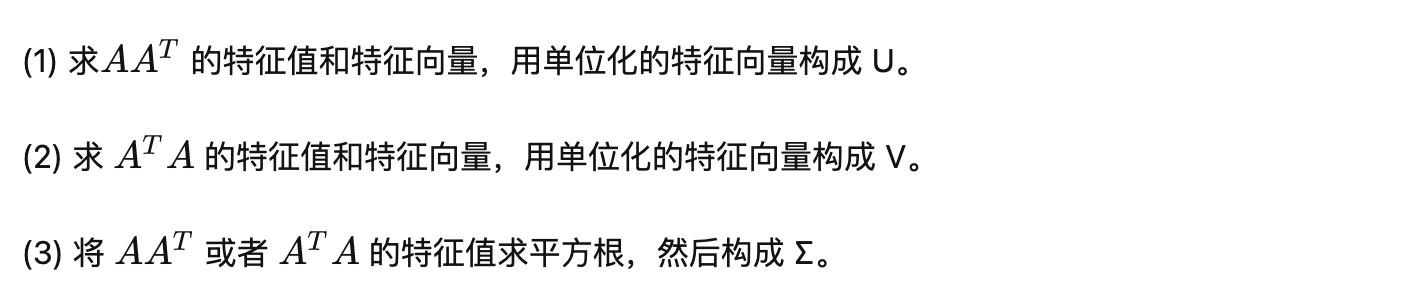 (1) 求AA^T 的特征值和特征向量，用单位化的特征向量构成 U。
(2) 求 A^T A 的特征值和特征向量，用单位化的特征向量构成 V。
(3) 将 AA^T 或者 A^T A 的特征值求平方根，然后构成 Σ。